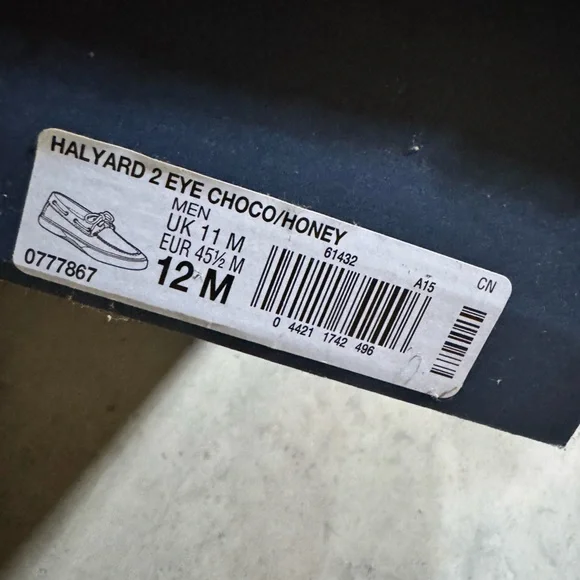 HALYARD 2 EYE CHOCO/HONEY
MEN
UK 11 M
EUR 45½ M
12 M
0777867
61432
A15
CN
0 4421 1742 496